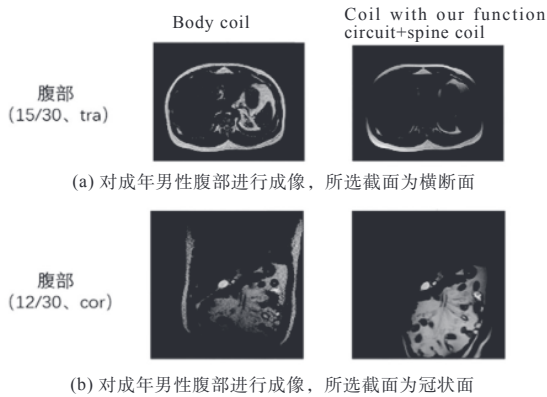 Body coil
Coil with our function
circuit+spine coil
腹部
(15/30、tra)
(a) 对成年男性腹部进行成像，所选截面为横断面
腹部
(12/30、cor)
(b) 对成年男性腹部进行成像，所选截面为冠状面